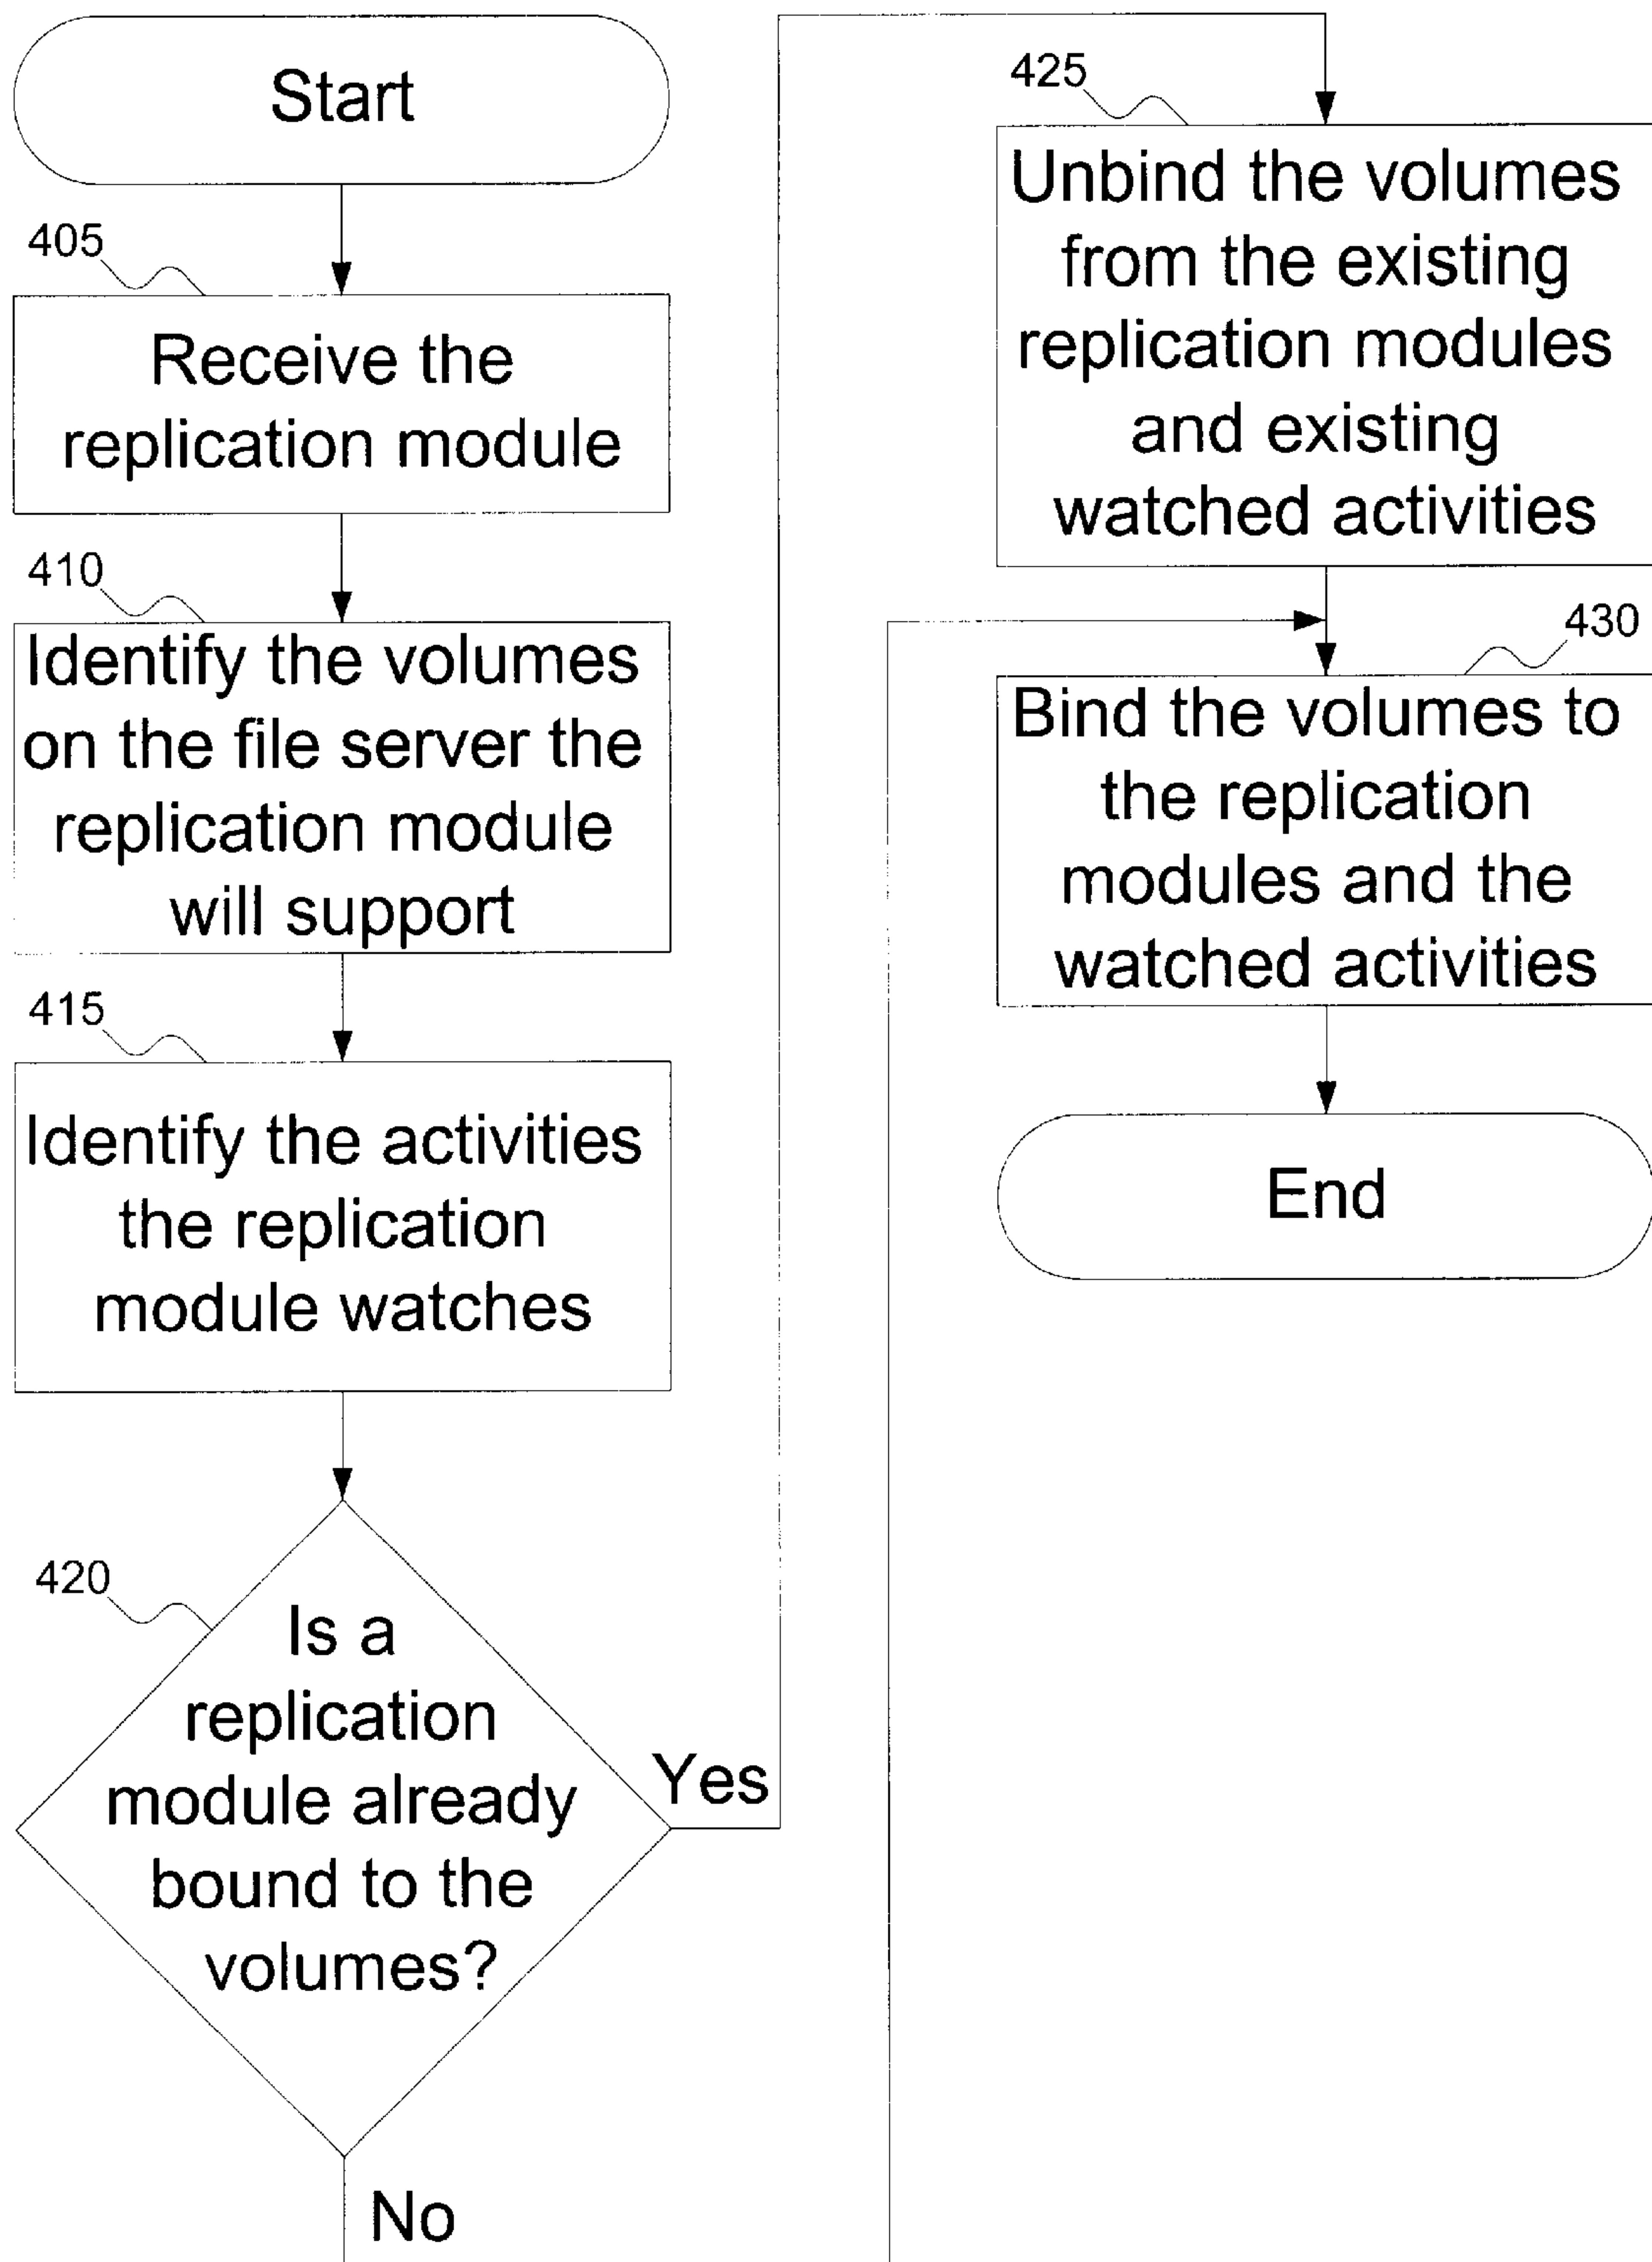 Start
405
Receive the
replication module
410
Identify the volumes
on the file server the
replication module
will support
415
Identify the activities
the replication
module watches
420
Is a
replication
module already
bound to the
volumes?
Yes
No
425
Unbind the volumes
from the existing
replication modules
and existing
watched activities
430
Bind the volumes to
the replication
modules and the
watched activities
End